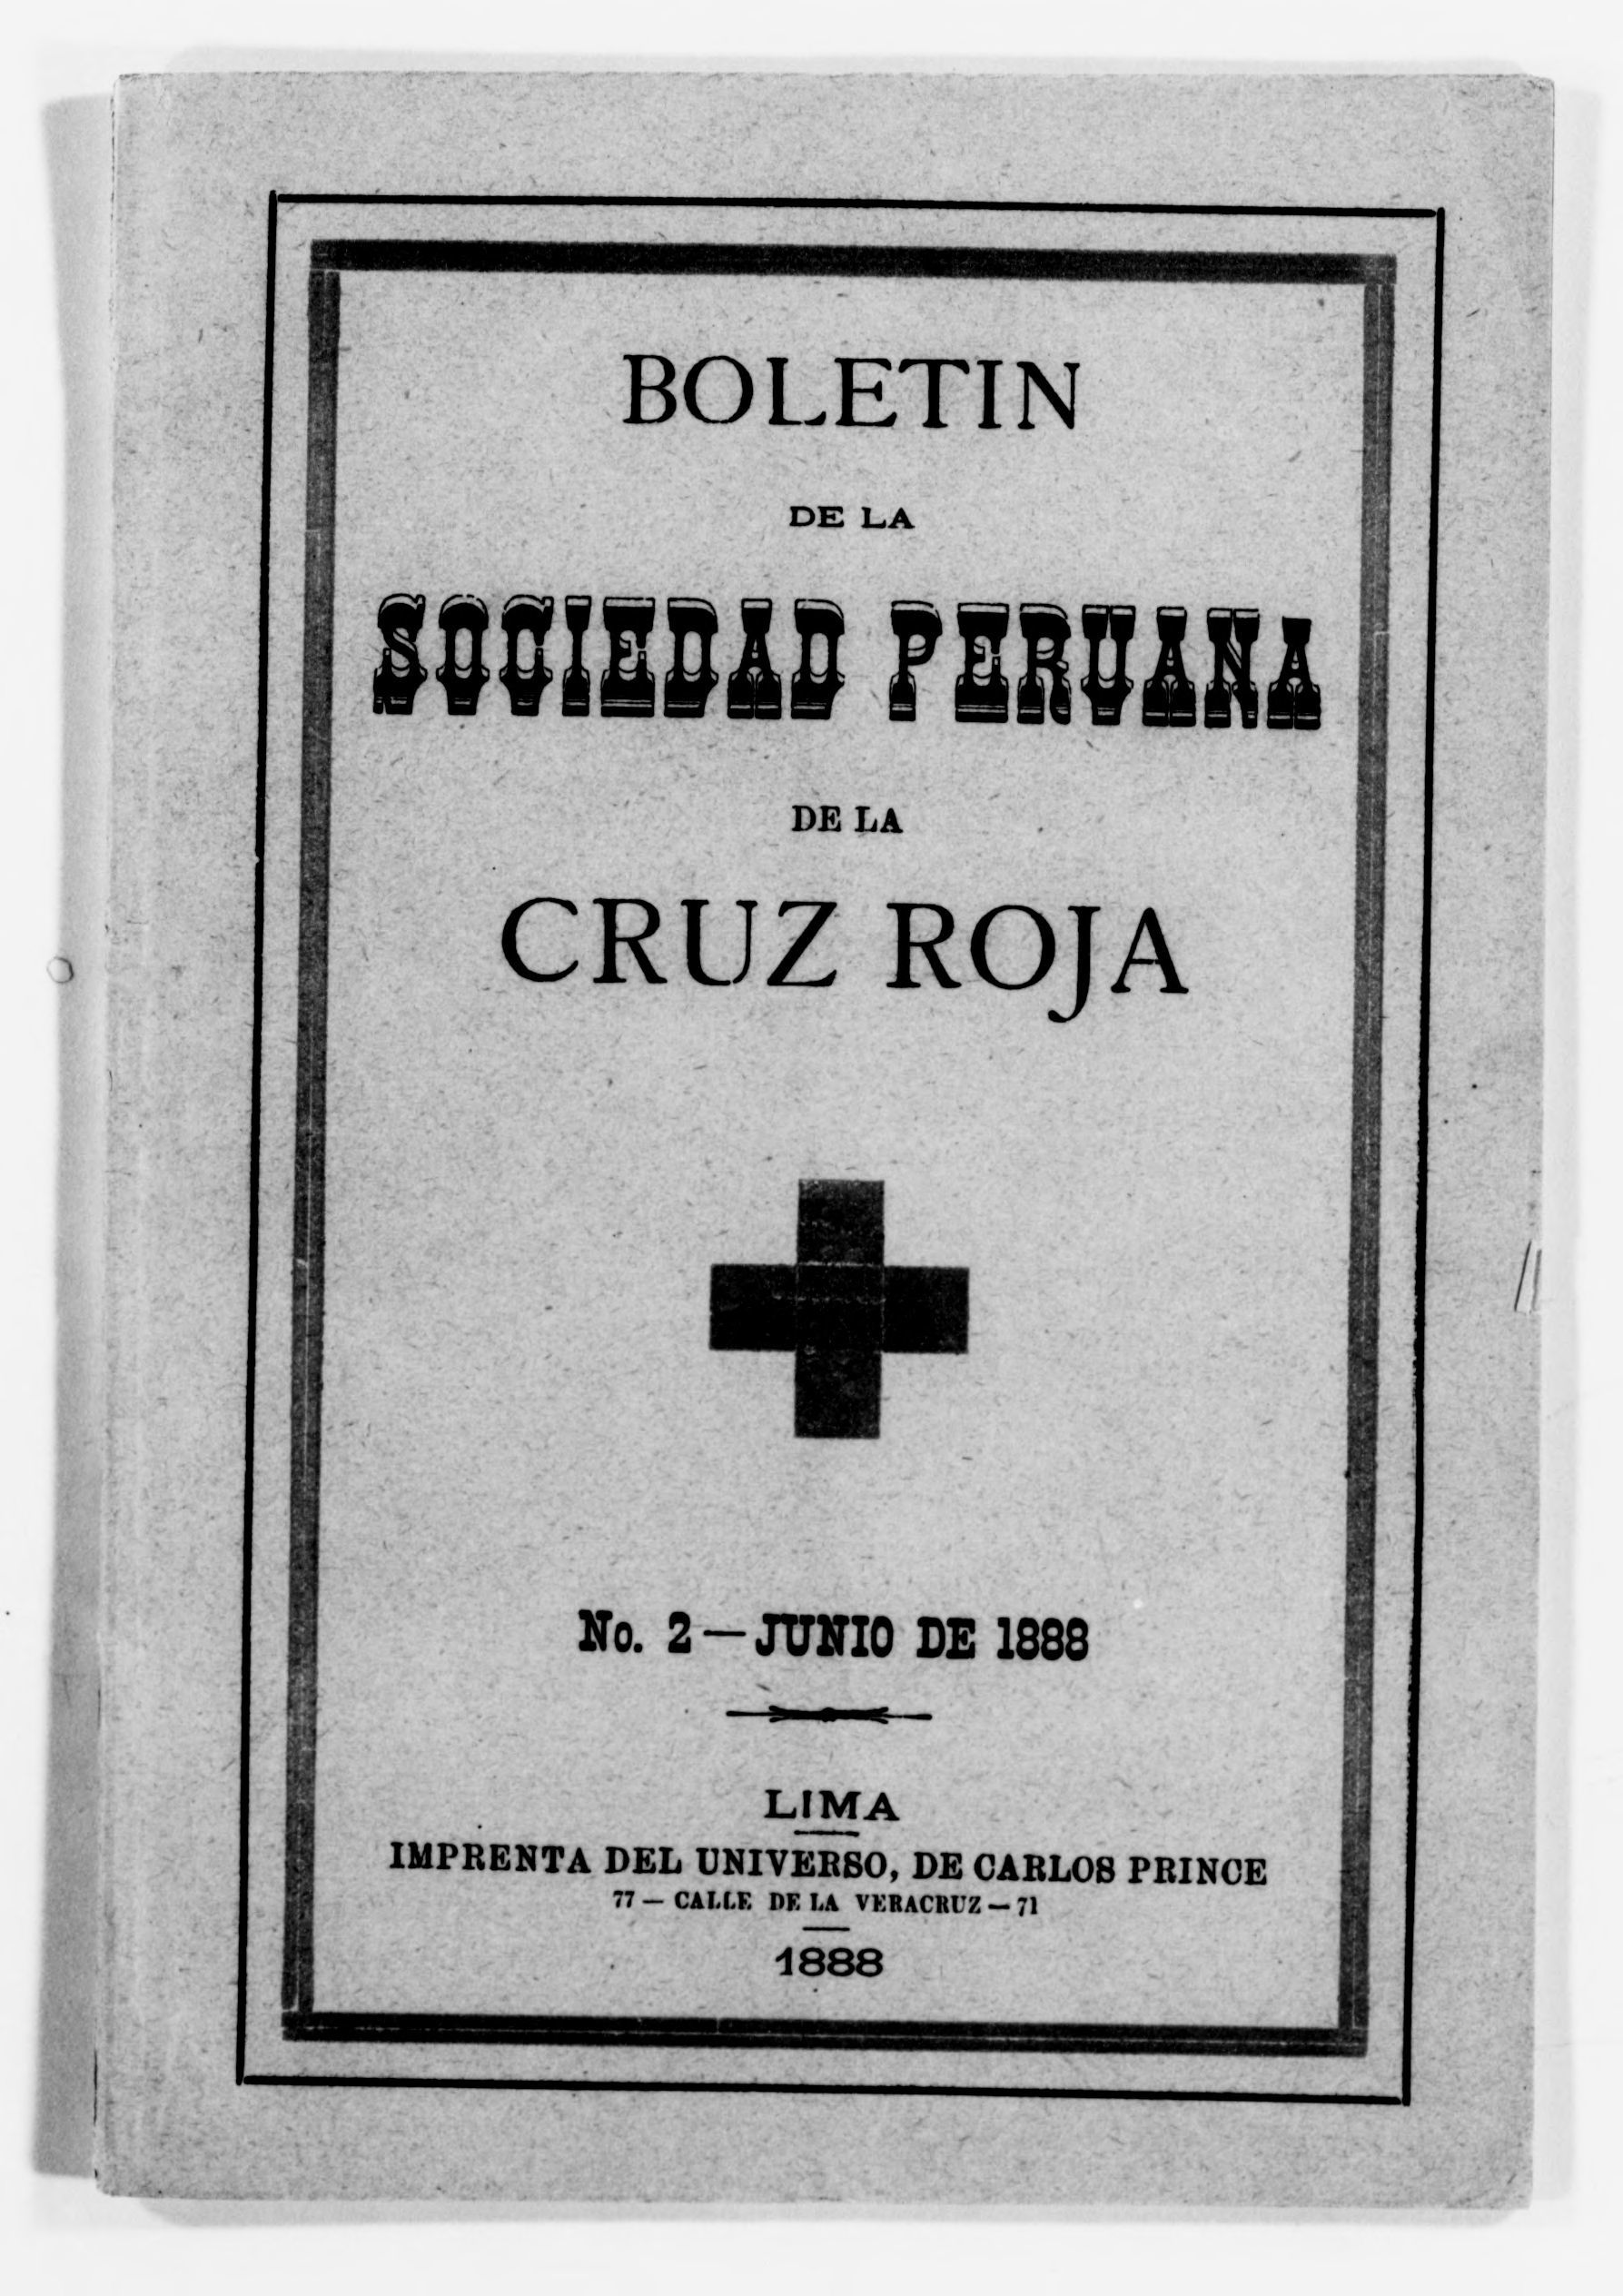 BOLETIN
DE LA
SOCIEDAD PERUANA
DE LA
CRUZ ROJA
No. 2 — JUNIO DE 1888
LIMA
IMPRENTA DEL UNIVERSO, DE CARLOS PRINCE
77 — CALLE DE LA VERACRUZ — 71
1888